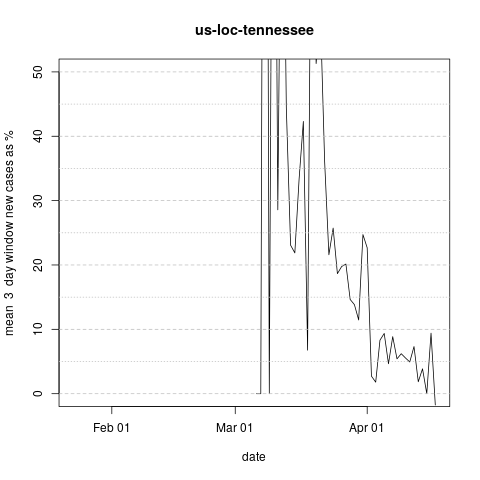 us-loc-tennessee
mean 3 day window new cases as %
50
40
30
20
10
0
Feb 01
Mar 01
Apr 01
date